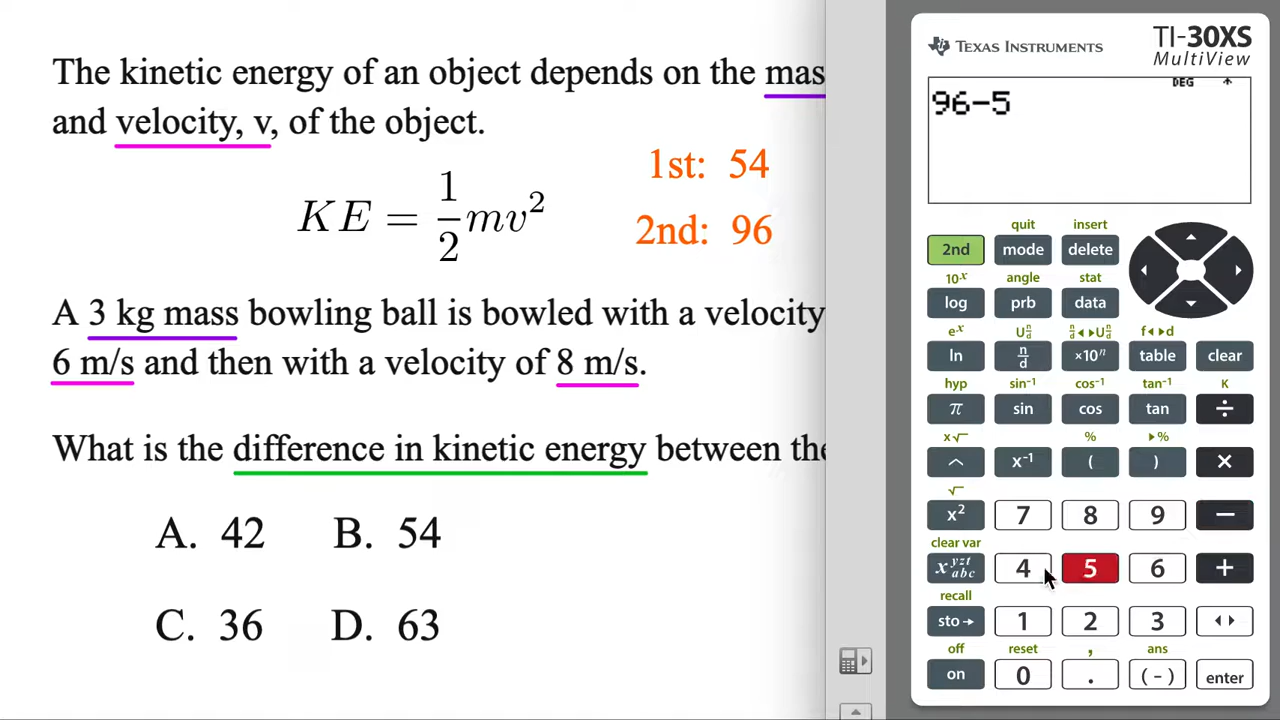 The kinetic energy of an object depends on the mas
and velocity, v, of the object.
1st: 54
KE = 1/2 mv²
2nd: 96
A 3 kg mass bowling ball is bowled with a velocity
6 m/s and then with a velocity of 8 m/s.
What is the difference in kinetic energy between the
A. 42 B. 54
C. 36 D. 63
TEXAS INSTRUMENTS TI-30XS
MultiView
DEG
96-5
quit insert
2nd mode delete
10ˣ angle stat
log prb data
eˣ U n/d n/d ◂▸ U n/d f◂▸d
ln n/d ×10ⁿ table clear
hyp sin⁻¹ cos⁻¹ tan⁻¹ K
π sin cos tan ÷
x√ % ▸%
^ x⁻¹ ( ) ×
√
x² 7 8 9 −
clear var
x yzt abc 4 5 6 +
recall
sto→ 1 2 3 ◂▸
off reset , ans
on 0 . (-) enter